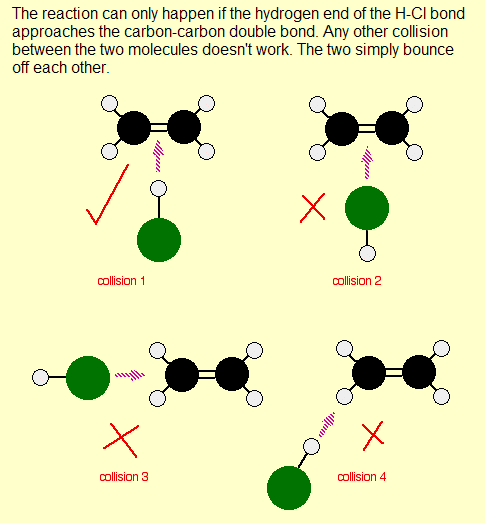 The reaction can only happen if the hydrogen end of the H-Cl bond
approaches the carbon-carbon double bond. Any other collision
between the two molecules doesn't work. The two simply bounce
off each other.
collision 1
collision 2
collision 3
collision 4